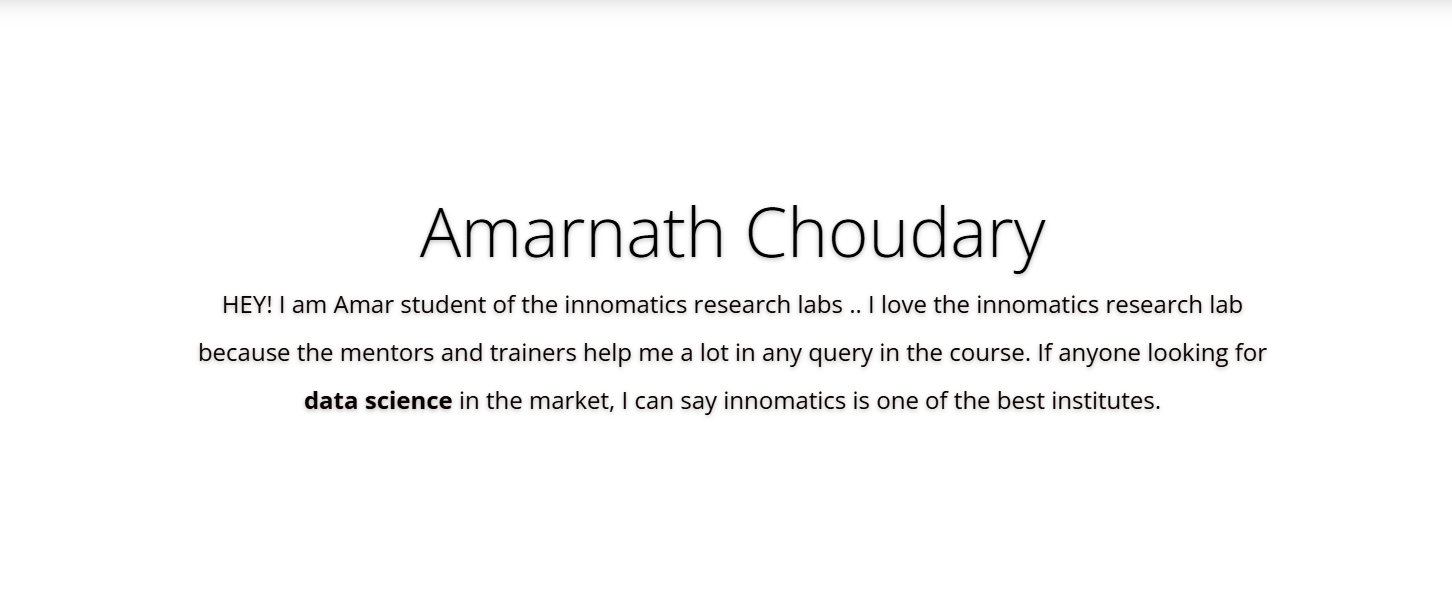 Amarnath Choudary
HEY! I am Amar student of the innomatics research labs .. I love the innomatics research lab
because the mentors and trainers help me a lot in any query in the course. If anyone looking for
data science in the market, I can say innomatics is one of the best institutes.